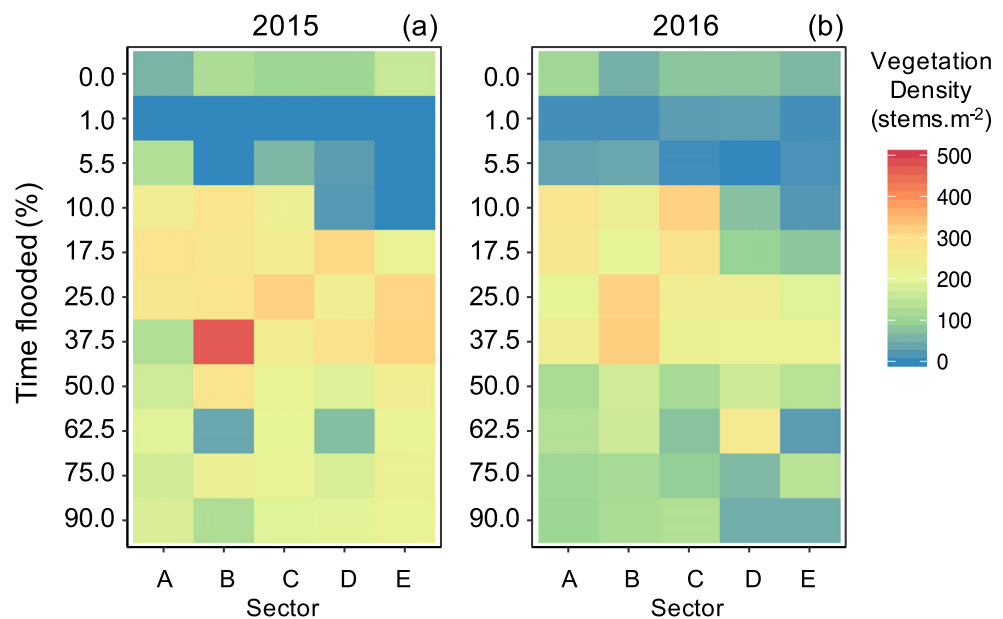 2015 (a)
2016 (b)
Vegetation
Density
(stems.m-2)
500
400
300
200
100
0
Time flooded (%)
0.0
1.0
5.5
10.0
17.5
25.0
37.5
50.0
62.5
75.0
90.0
A B C D E
Sector
0.0
1.0
5.5
10.0
17.5
25.0
37.5
50.0
62.5
75.0
90.0
A B C D E
Sector